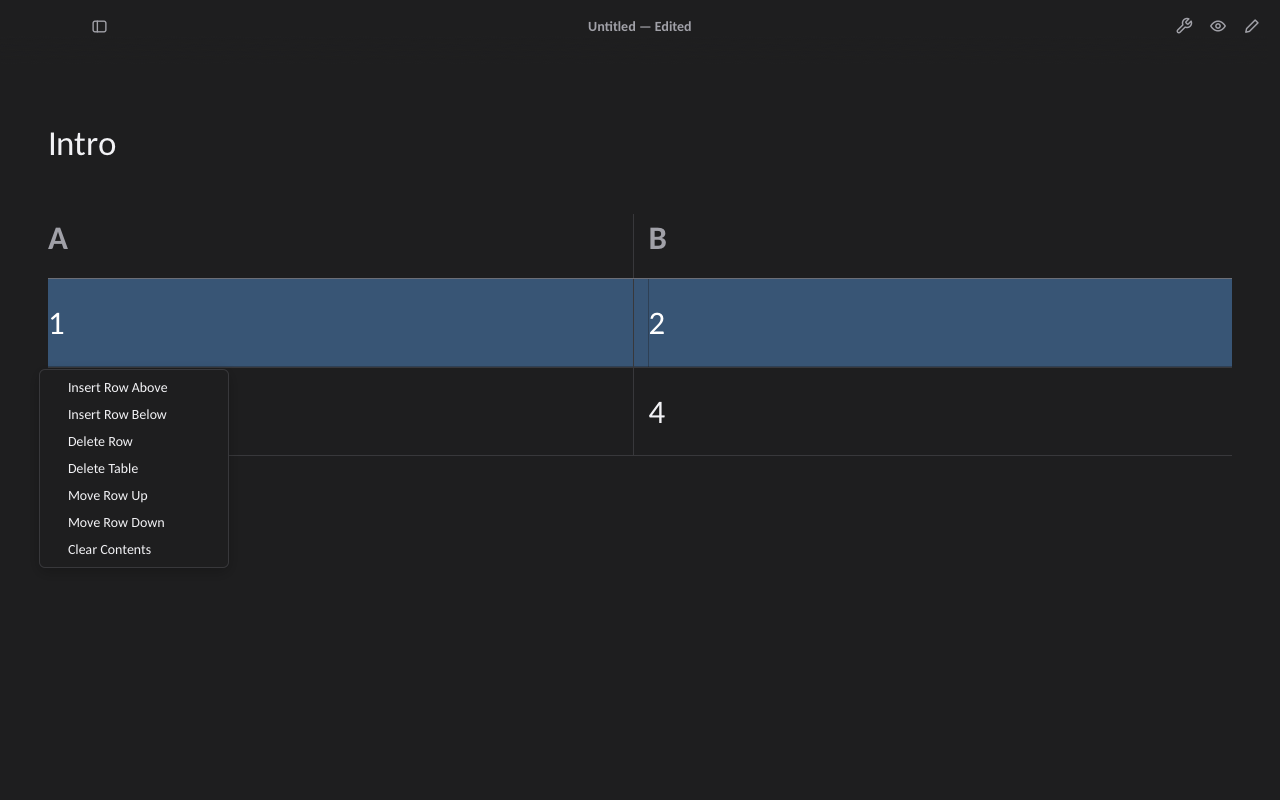 Untitled — Edited
Intro
A B
1 2
4
Insert Row Above
Insert Row Below
Delete Row
Delete Table
Move Row Up
Move Row Down
Clear Contents